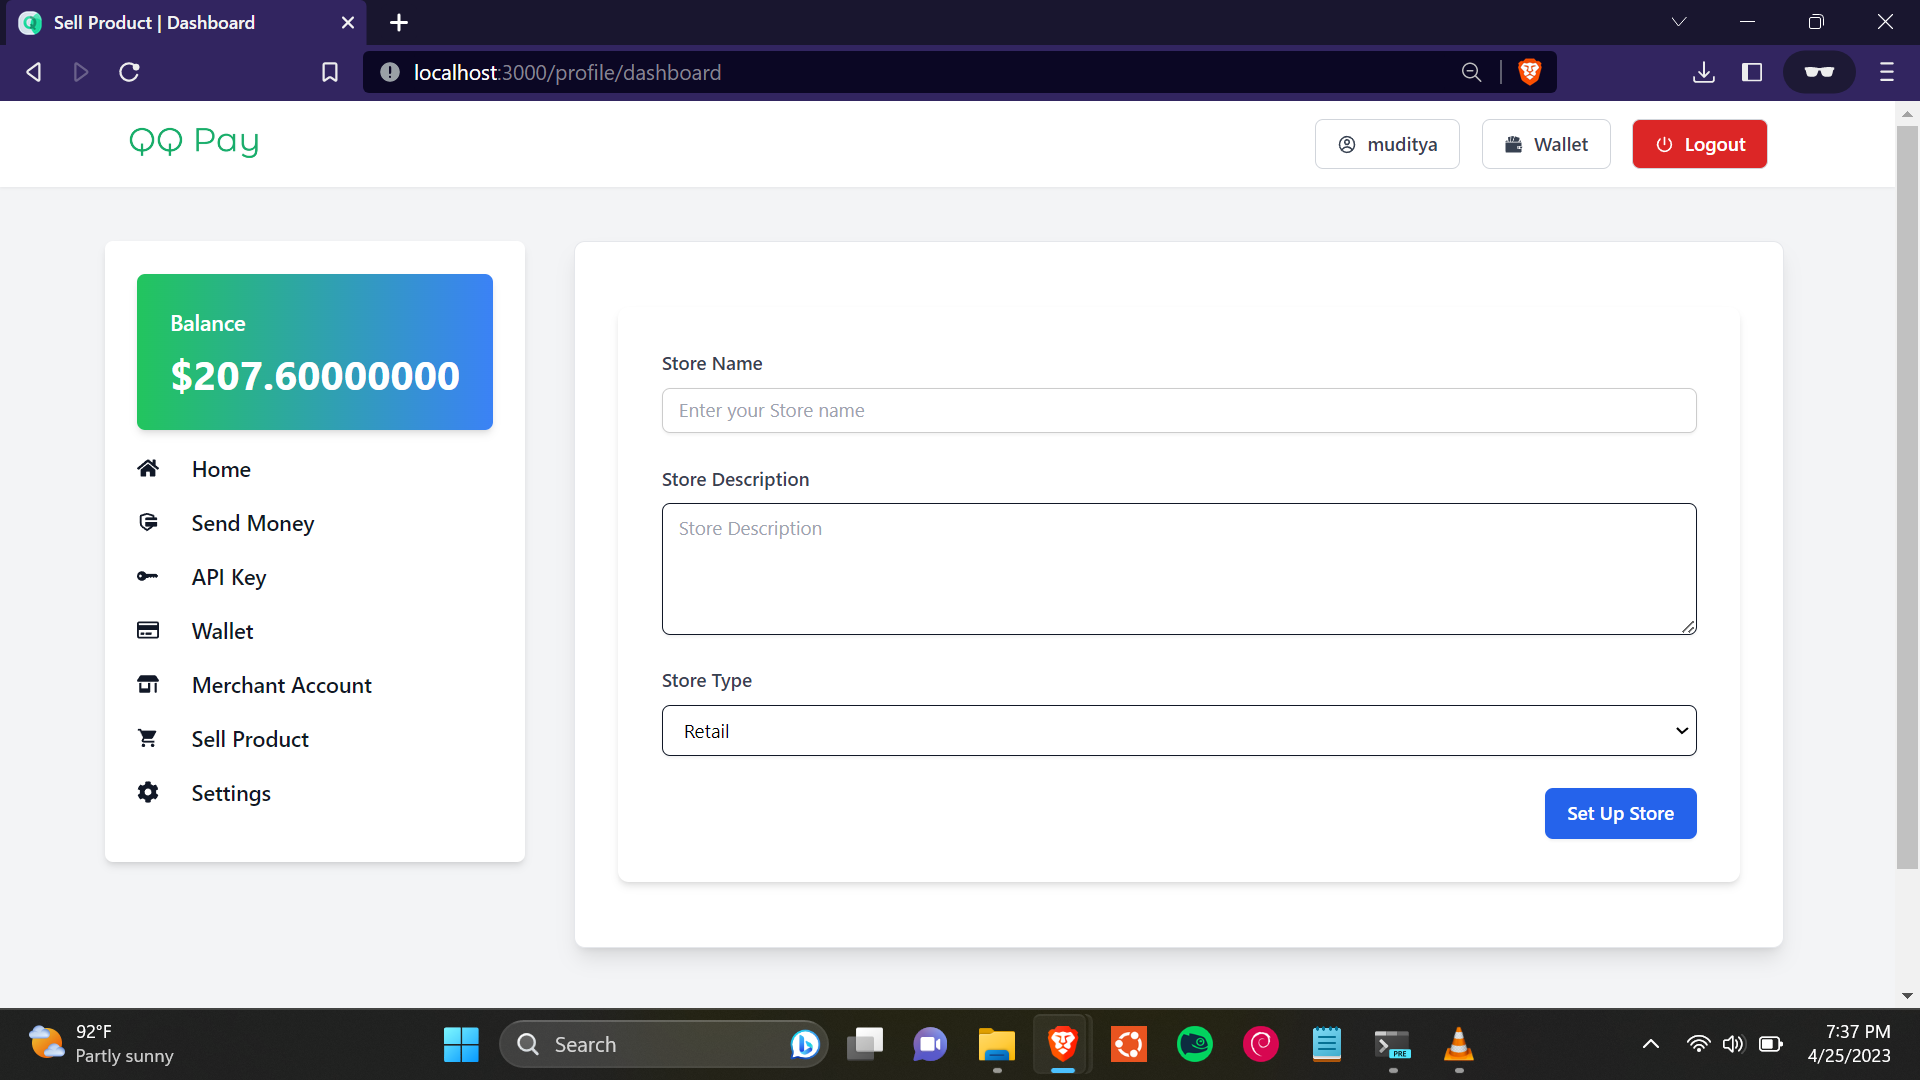 Sell Product | Dashboard
localhost:3000/profile/dashboard
QQ Pay
muditya
Wallet
Logout
Balance
$207.60000000
Home
Send Money
API Key
Wallet
Merchant Account
Sell Product
Settings
Store Name
Enter your Store name
Store Description
Store Description
Store Type
Retail
Set Up Store
92°F
Partly sunny
Search
PRE
7:37 PM
4/25/2023